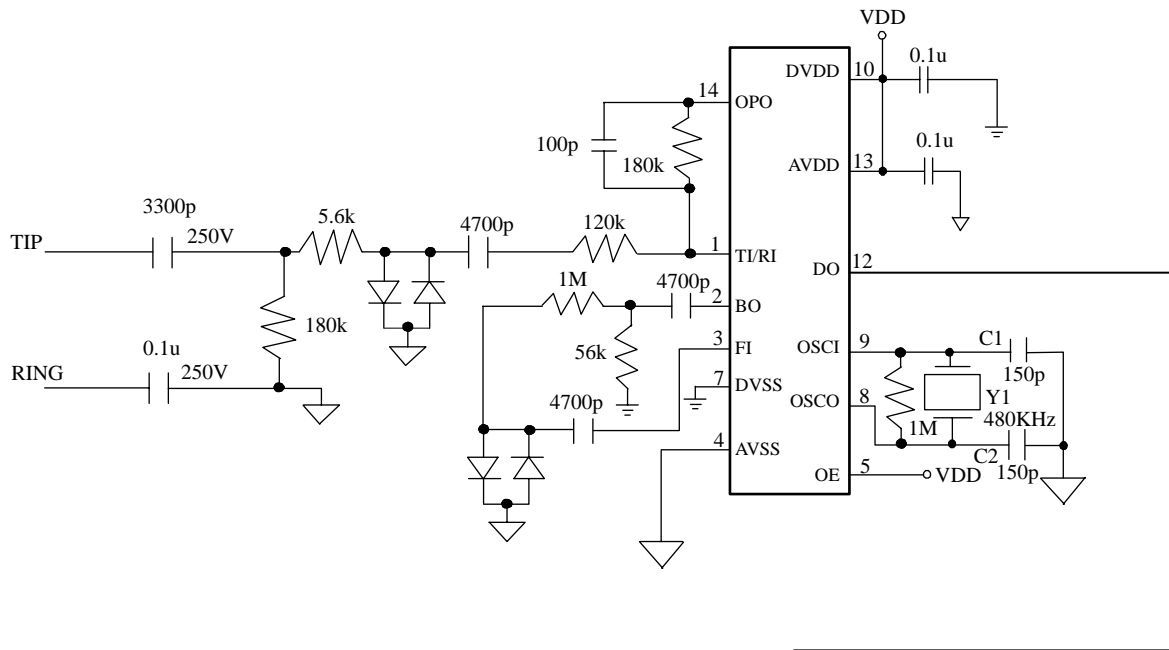 VDD
0.1u
DVDD 10
14 OPO
100p
180k
0.1u
AVDD 13
3300p
5.6k
4700p
120k
TIP
250V
1 TI/RI
DO 12
1M
4700p
2 BO
180k
56k
3 FI
OSCI 9
C1
150p
0.1u
RING
250V
7 DVSS
OSCO 8
Y1
4700p
1M
480KHz
4 AVSS
C2
150p
OE 5
VDD